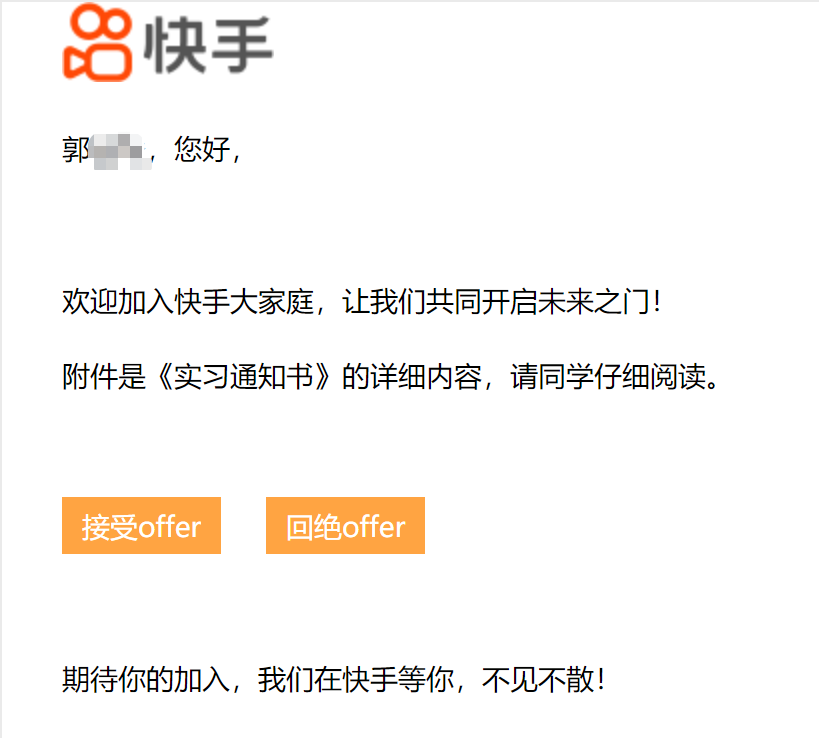 快手
郭，您好，
欢迎加入快手大家庭，让我们共同开启未来之门！
附件是《实习通知书》的详细内容，请同学仔细阅读。
接受offer 回绝offer
期待你的加入，我们在快手等你，不见不散！